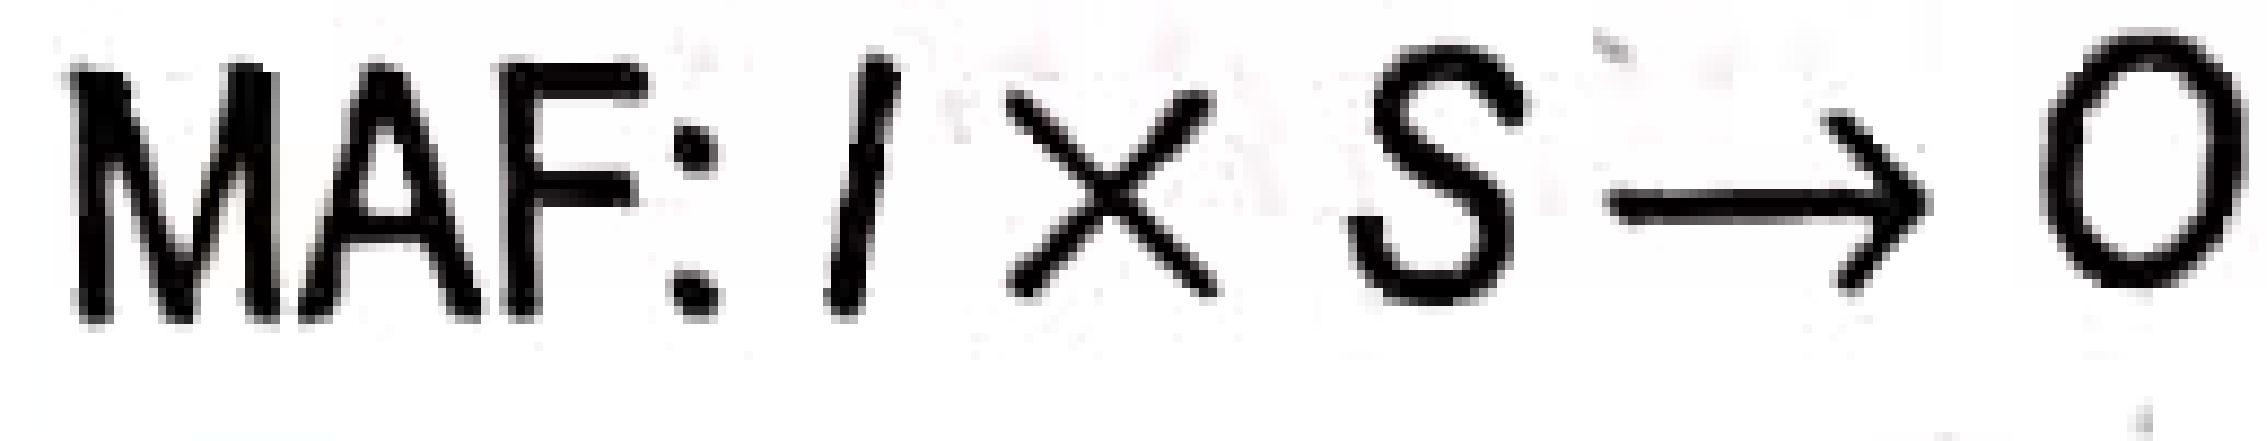 MAF: I × S → O